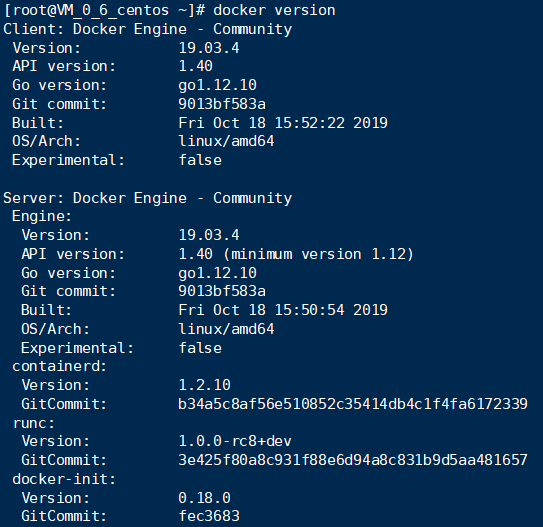 [root@VM_0_6_centos ~]# docker version
Client: Docker Engine - Community
 Version:           19.03.4
 API version:       1.40
 Go version:        go1.12.10
 Git commit:        9013bf583a
 Built:             Fri Oct 18 15:52:22 2019
 OS/Arch:           linux/amd64
 Experimental:      false

Server: Docker Engine - Community
 Engine:
  Version:          19.03.4
  API version:      1.40 (minimum version 1.12)
  Go version:       go1.12.10
  Git commit:       9013bf583a
  Built:            Fri Oct 18 15:50:54 2019
  OS/Arch:          linux/amd64
  Experimental:     false
 containerd:
  Version:          1.2.10
  GitCommit:        b34a5c8af56e510852c35414db4c1f4fa6172339
 runc:
  Version:          1.0.0-rc8+dev
  GitCommit:        3e425f80a8c931f88e6d94a8c831b9d5aa481657
 docker-init:
  Version:          0.18.0
  GitCommit:        fec3683